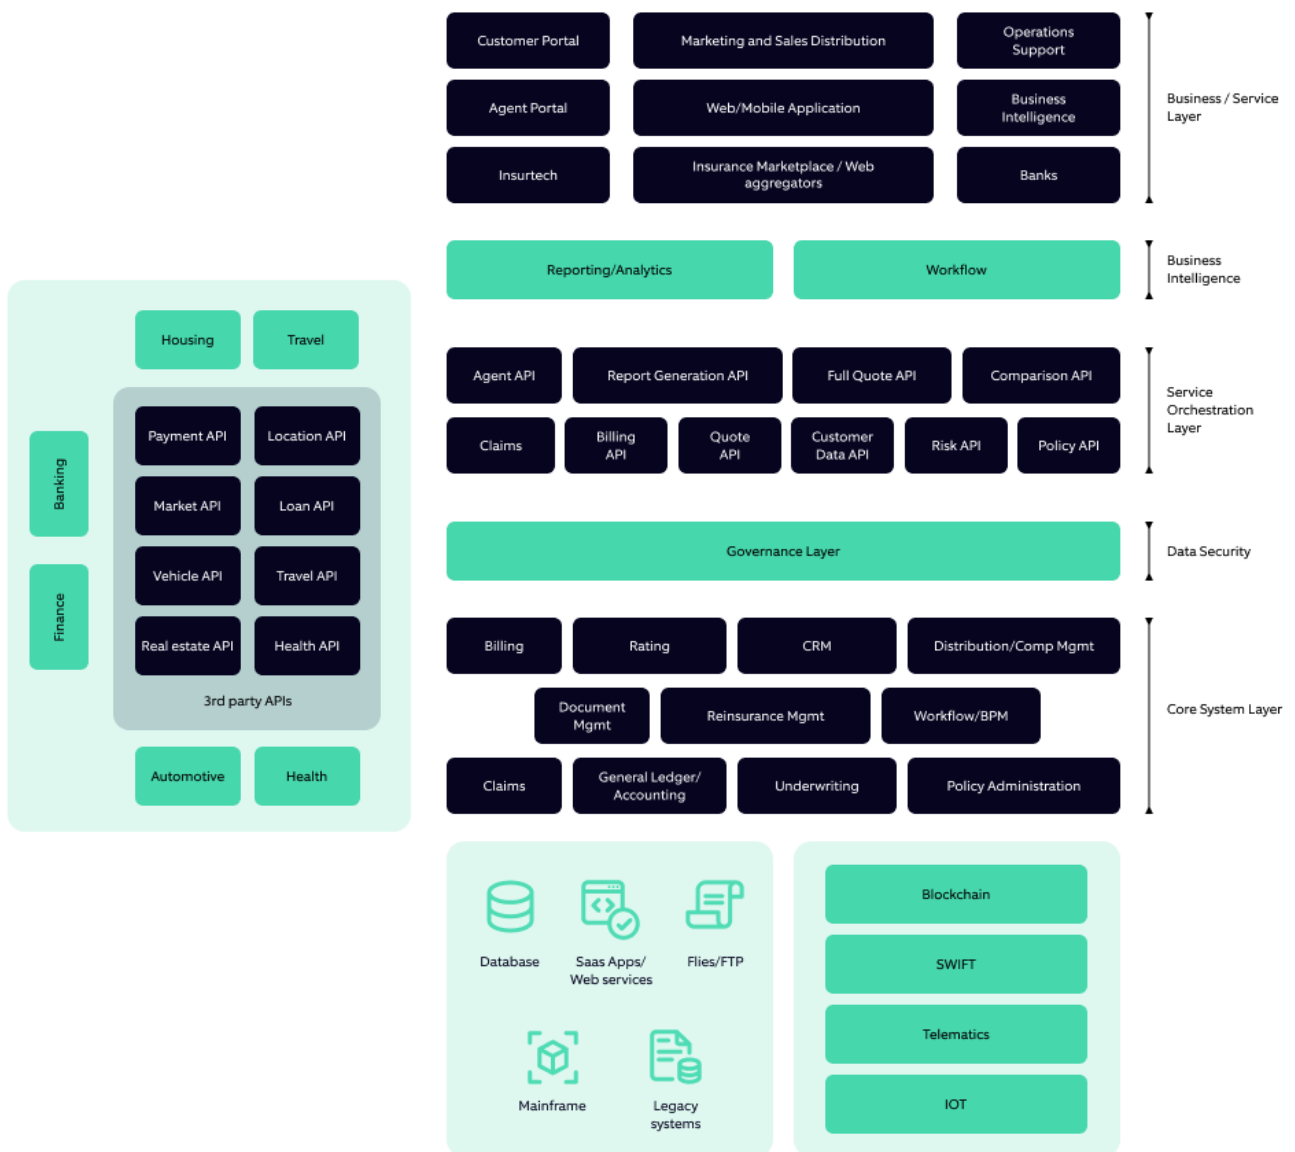 Customer Portal
Marketing and Sales Distribution
Operations
Support
Agent Portal
Web/Mobile Application
Business
Intelligence
Insurtech
Insurance Marketplace / Web
aggregators
Banks
Business / Service
Layer
Reporting/Analytics
Workflow
Business
Intelligence
Agent API
Report Generation API
Full Quote API
Comparison API
Claims
Billing
API
Quote
API
Customer
Data API
Risk API
Policy API
Service
Orchestration
Layer
Governance Layer
Data Security
Billing
Rating
CRM
Distribution/Comp Mgmt
Document
Mgmt
Reinsurance Mgmt
Workflow/BPM
Claims
General Ledger/
Accounting
Underwriting
Policy Administration
Core System Layer
Housing
Travel
Banking
Finance
Payment API
Location API
Market API
Loan API
Vehicle API
Travel API
Real estate API
Health API
3rd party APIs
Automotive
Health
Database
Saas Apps/
Web services
Flies/FTP
Mainframe
Legacy
systems
Blockchain
SWIFT
Telematics
IOT